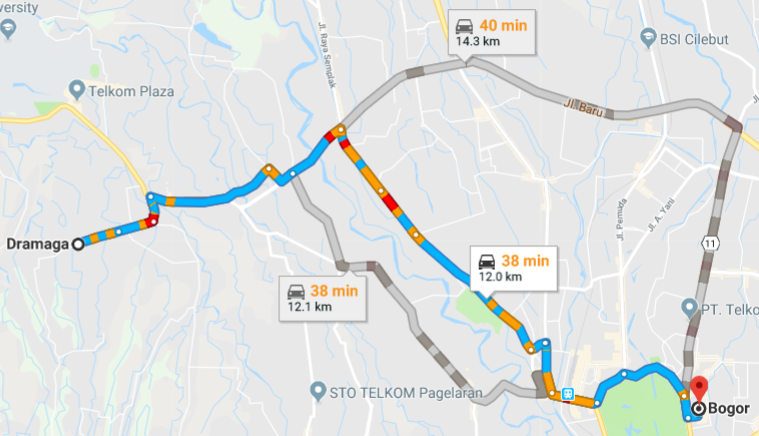 versity
40 min
14.3 km
BSI Cilebut
Jl. Raya Semplak
Telkom Plaza
Jl. Baru
Jl. Pemuda
Jl. A. Yani
Dramaga
11
38 min
12.0 km
38 min
12.1 km
PT. Telko
STO TELKOM Pagelaran
Bogor